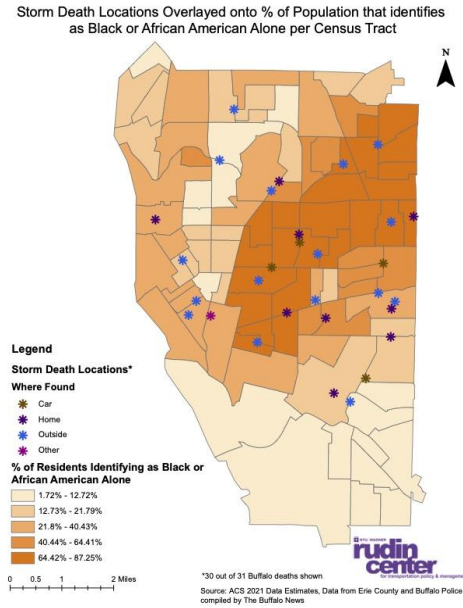 Storm Death Locations Overlayed onto % of Population that identifies
as Black or African American Alone per Census Tract
N
Legend
Storm Death Locations*
Where Found
Car
Home
Outside
Other
% of Residents Identifying as Black or
African American Alone
1.72% - 12.72%
12.73% - 21.79%
21.8% - 40.43%
40.44% - 64.41%
64.42% - 87.25%
0 0.5 1 2 Miles
NYU WAGNER
rudin
center
for transportation policy & manageme
*30 out of 31 Buffalo deaths shown
Source: ACS 2021 Data Estimates, Data from Erie County and Buffalo Police
compiled by The Buffalo News